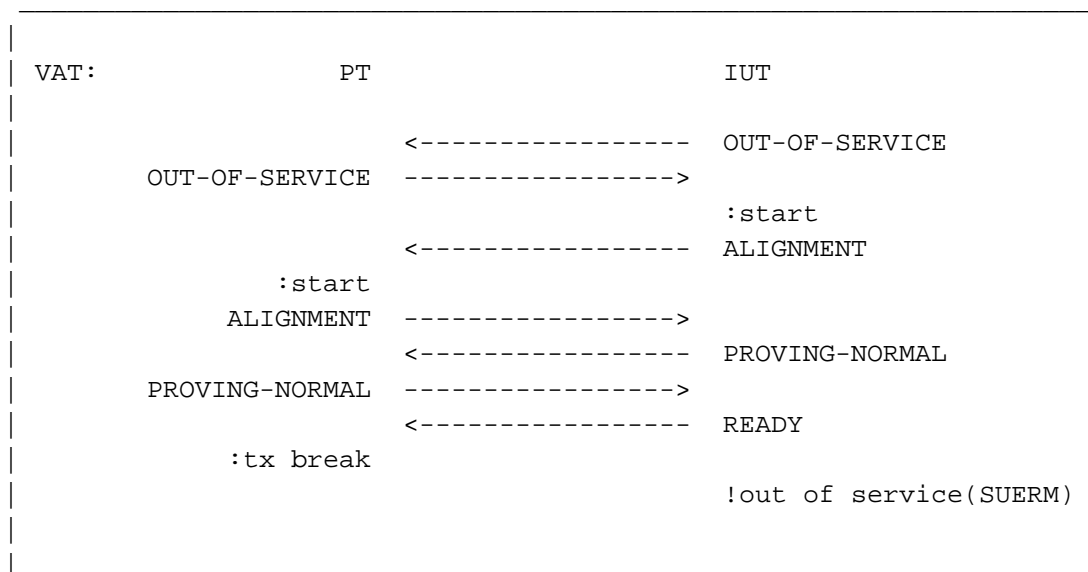 VAT: PT IUT
<----------------- OUT-OF-SERVICE
OUT-OF-SERVICE ----------------->
:start
<----------------- ALIGNMENT
:start
ALIGNMENT ----------------->
<----------------- PROVING-NORMAL
PROVING-NORMAL ----------------->
<----------------- READY
:tx break
!out of service(SUERM)